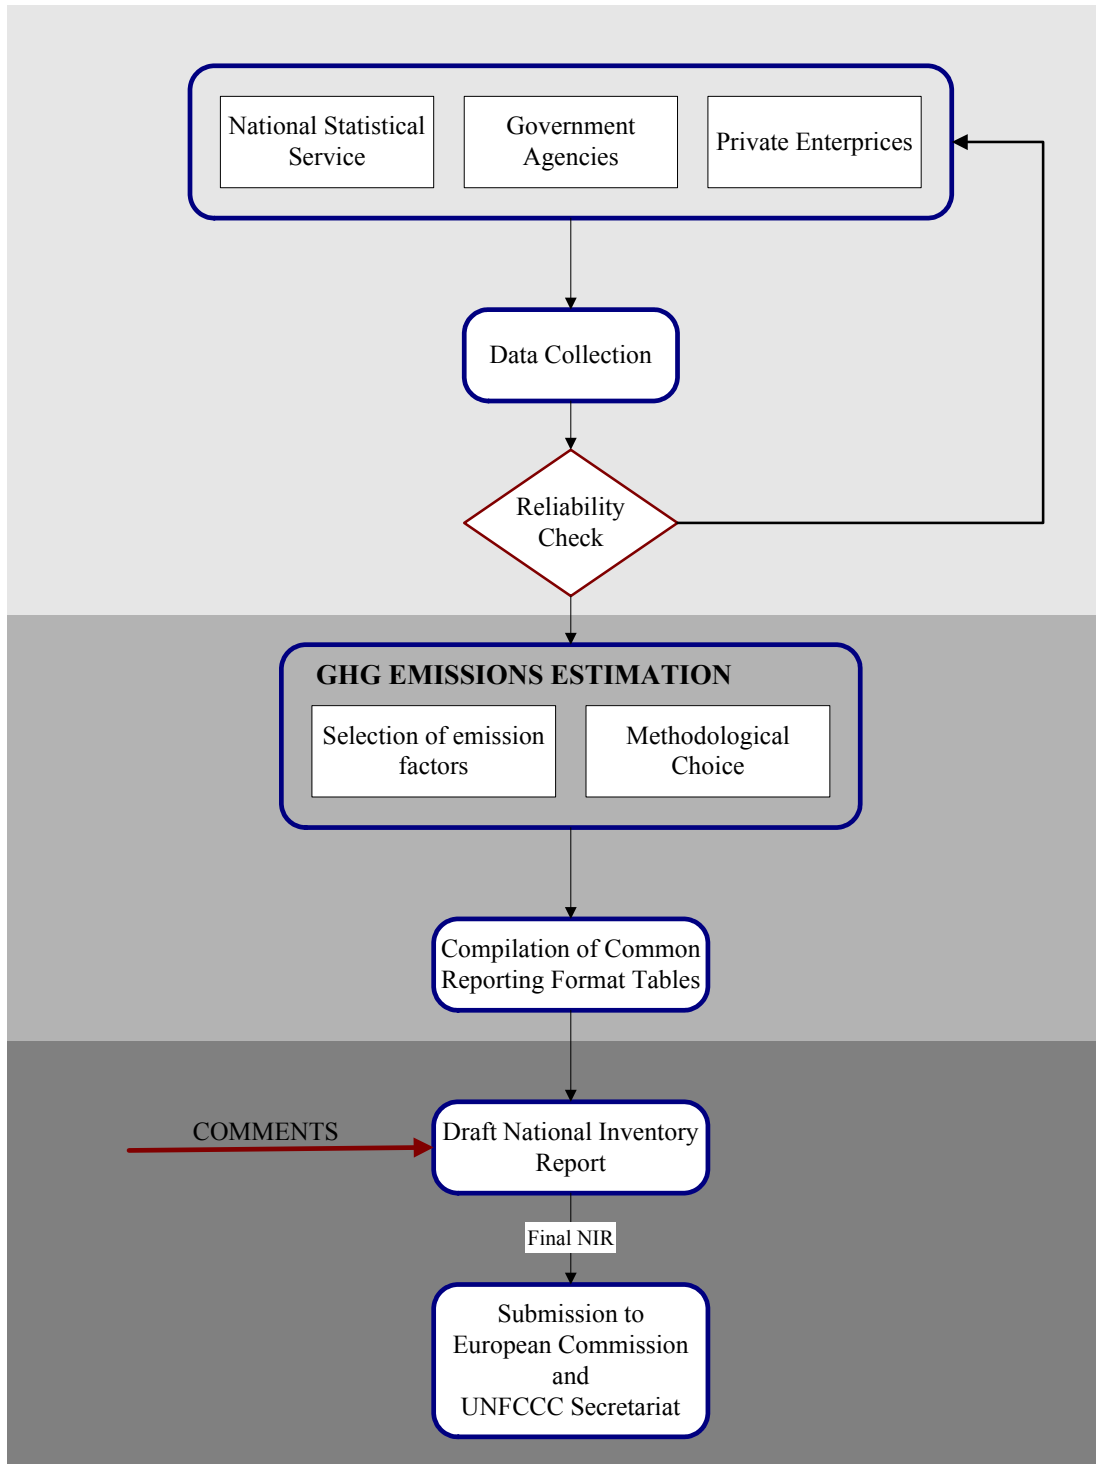 National Statistical
Service
Government
Agencies
Private Enterprices
Data Collection
Reliability
Check
GHG EMISSIONS ESTIMATION
Selection of emission
factors
Methodological
Choice
Compilation of Common
Reporting Format Tables
COMMENTS
Draft National Inventory
Report
Final NIR
Submission to
European Commission
and
UNFCCC Secretariat